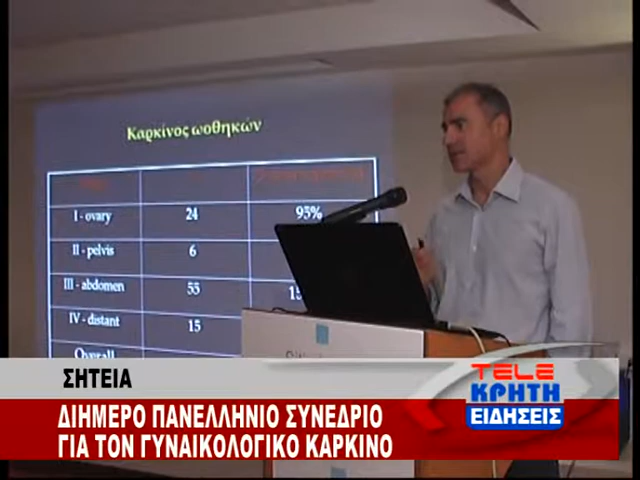 Καρκίνος ωοθηκών
I - ovary 24 95%
II - pelvis 6
III - abdomen 55 15
IV - distant 15
Overall
ΣΗΤΕΙΑ
TELE
ΚΡΗΤΗ
ΕΙΔΗΣΕΙΣ
ΔΙΗΜΕΡΟ ΠΑΝΕΛΛΗΝΙΟ ΣΥΝΕΔΡΙΟ
ΓΙΑ ΤΟΝ ΓΥΝΑΙΚΟΛΟΓΙΚΟ ΚΑΡΚΙΝΟ